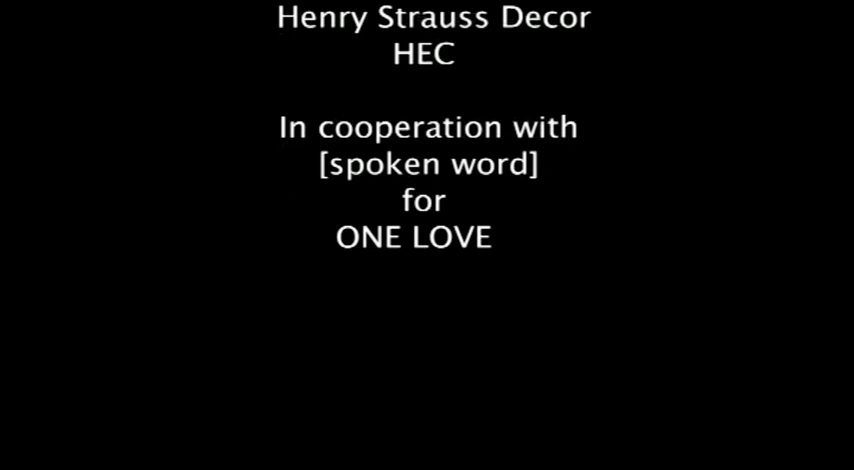 Henry Strauss Decor
HEC
In cooperation with
[spoken word]
for
ONE LOVE